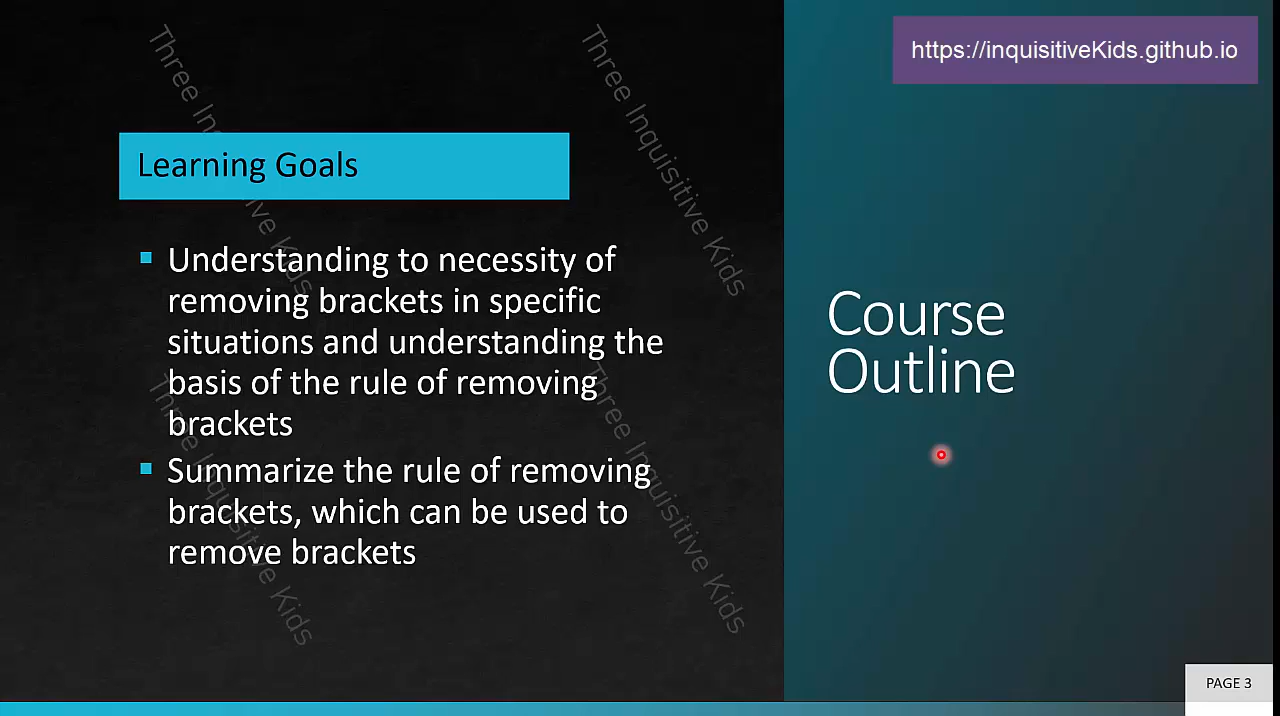 https://inquisitiveKids.github.io
Learning Goals
Understanding to necessity of
removing brackets in specific
situations and understanding the
basis of the rule of removing
brackets
Summarize the rule of removing
brackets, which can be used to
remove brackets
Course
Outline
PAGE 3
Three Inquisitive Kids
Three Inquisitive Kids
Three Inquisitive Kids
Three Inquisitive Kids